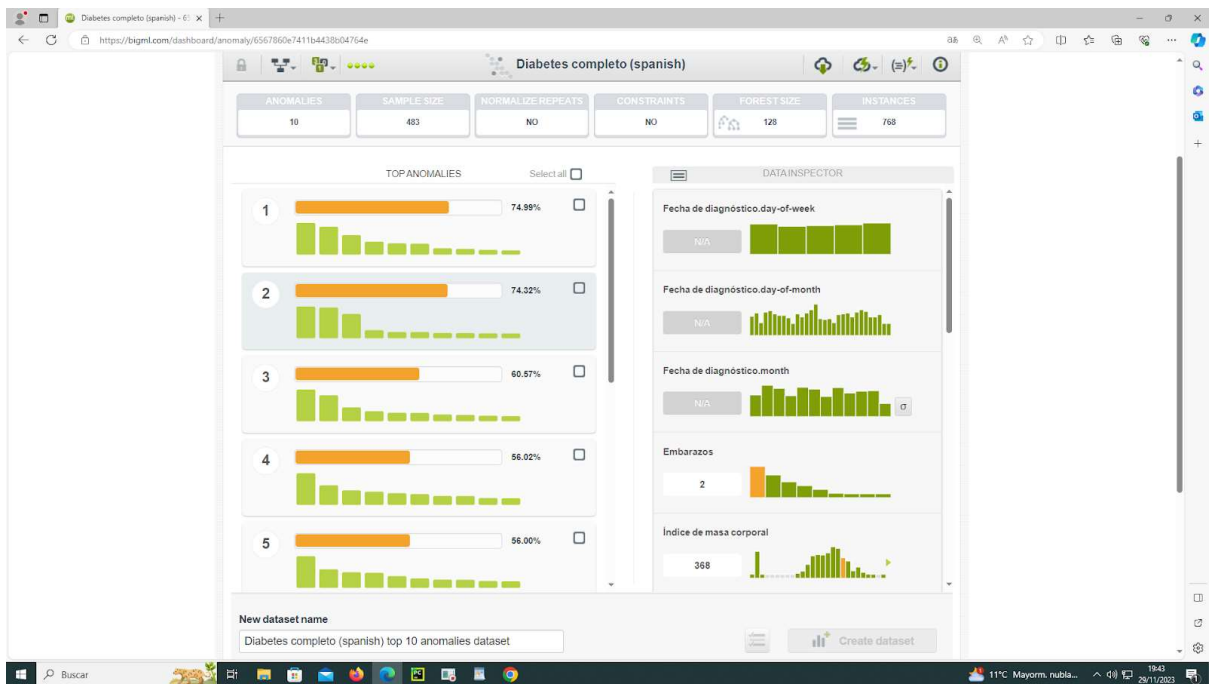 Diabetes completo (spanish) - 6
https://bigml.com/dashboard/anomaly/6567860e7411b4438b04764e
Diabetes completo (spanish)
ANOMALIES SAMPLE SIZE NORMALIZE REPEATS CONSTRAINTS FOREST SIZE INSTANCES
10 483 NO NO 128 768
TOP ANOMALIES Select all
1 74.99%
2 74.32%
3 60.57%
4 56.02%
5 56.00%
DATA INSPECTOR
Fecha de diagnóstico.day-of-week
N/A
Fecha de diagnóstico.day-of-month
N/A
Fecha de diagnóstico.month
N/A
σ
Embarazos
2
Índice de masa corporal
368
New dataset name
Diabetes completo (spanish) top 10 anomalies dataset
Create dataset
Buscar
11°C Mayorm. nubla...
19:43
29/11/2023